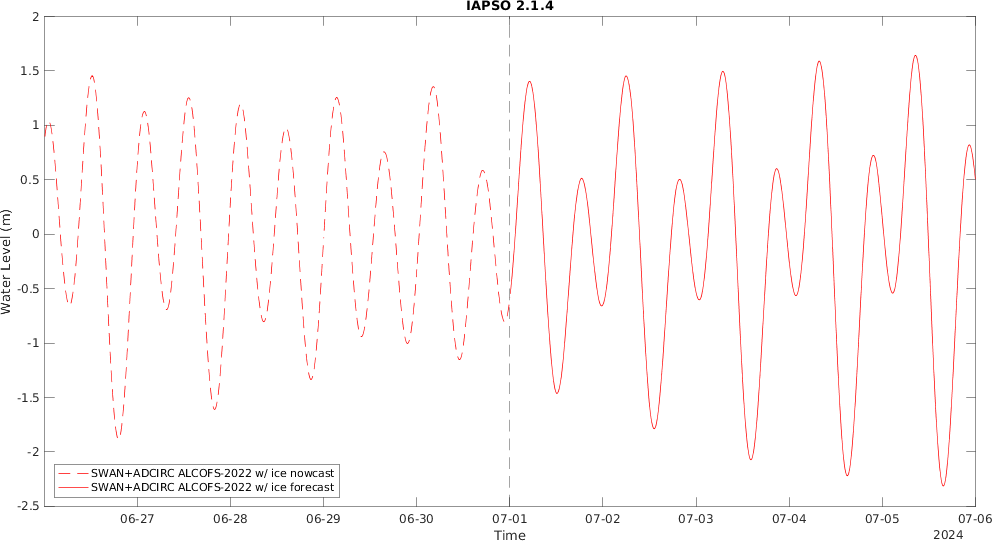 IAPSO 2.1.4
2
1.5
1
0.5
0
-0.5
-1
-1.5
-2
-2.5
Water Level (m)
SWAN+ADCIRC ALCOFS-2022 w/ ice nowcast
SWAN+ADCIRC ALCOFS-2022 w/ ice forecast
06-27 06-28 06-29 06-30 07-01 07-02 07-03 07-04 07-05 07-06
Time
2024